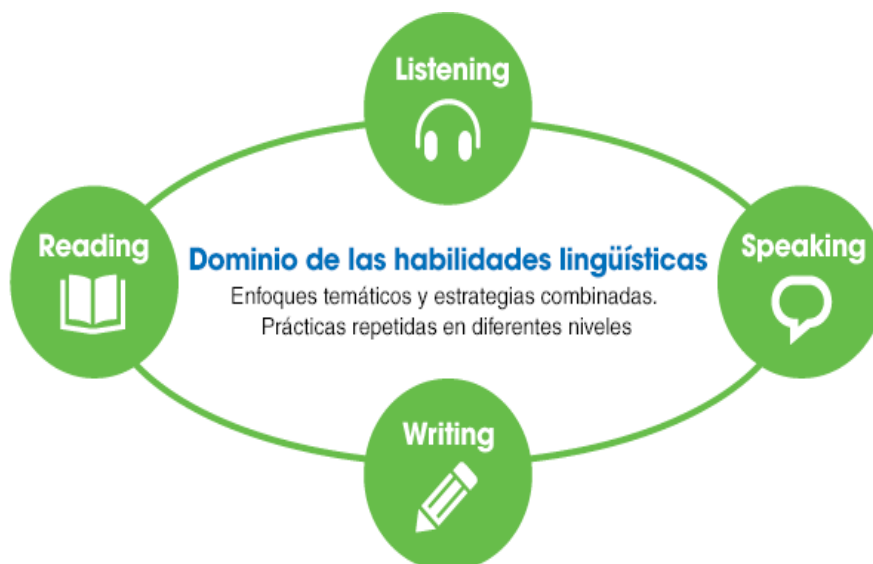 Listening
Reading
Speaking
Dominio de las habilidades lingüísticas
Enfoques temáticos y estrategias combinadas.
Prácticas repetidas en diferentes niveles
Writing